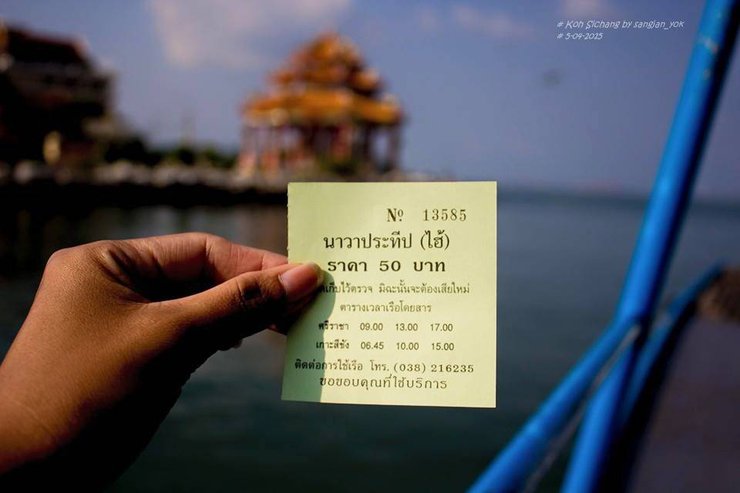 # Koh Sichang by sangjan_yok
# 5-04-2015
Nº 13585
นาวาประทีป (ไฮ้)
ราคา 50 บาท
เก็บไว้ตรวจ มิฉะนั้นจะต้องเสียใหม่
ตารางเวลาเรือโดยสาร
ศรีราชา 09.00 13.00 17.00
เกาะสีชัง 06.45 10.00 15.00
ติดต่อการใช้เรือ โทร. (038) 216235
ขอขอบคุณที่ใช้บริการ